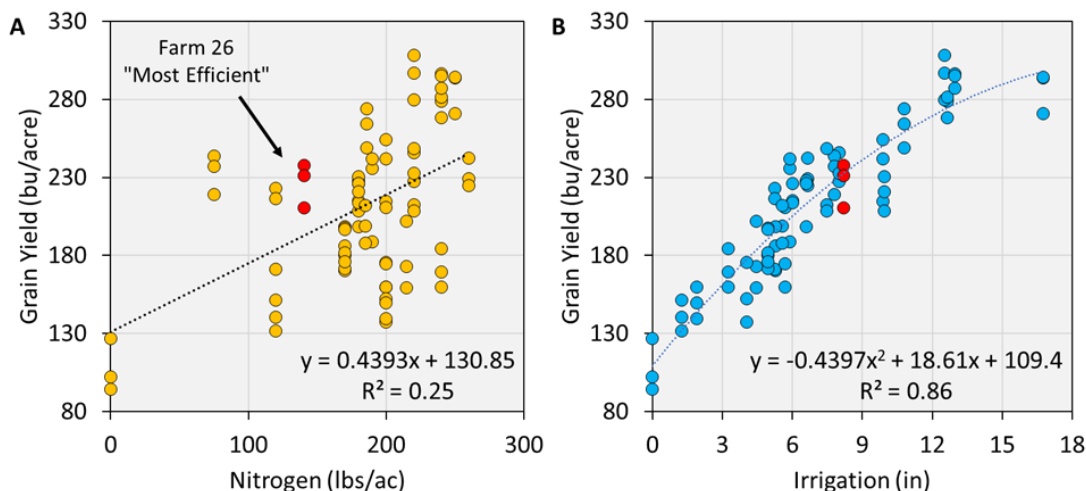 A
Farm 26
"Most Efficient"
Grain Yield (bu/acre)
330
280
230
180
130
80
y = 0.4393x + 130.85
R² = 0.25
0
100
200
300
Nitrogen (lbs/ac)
B
Grain Yield (bu/acre)
330
280
230
180
130
80
y = -0.4397x² + 18.61x + 109.4
R² = 0.86
0
3
6
9
12
15
18
Irrigation (in)